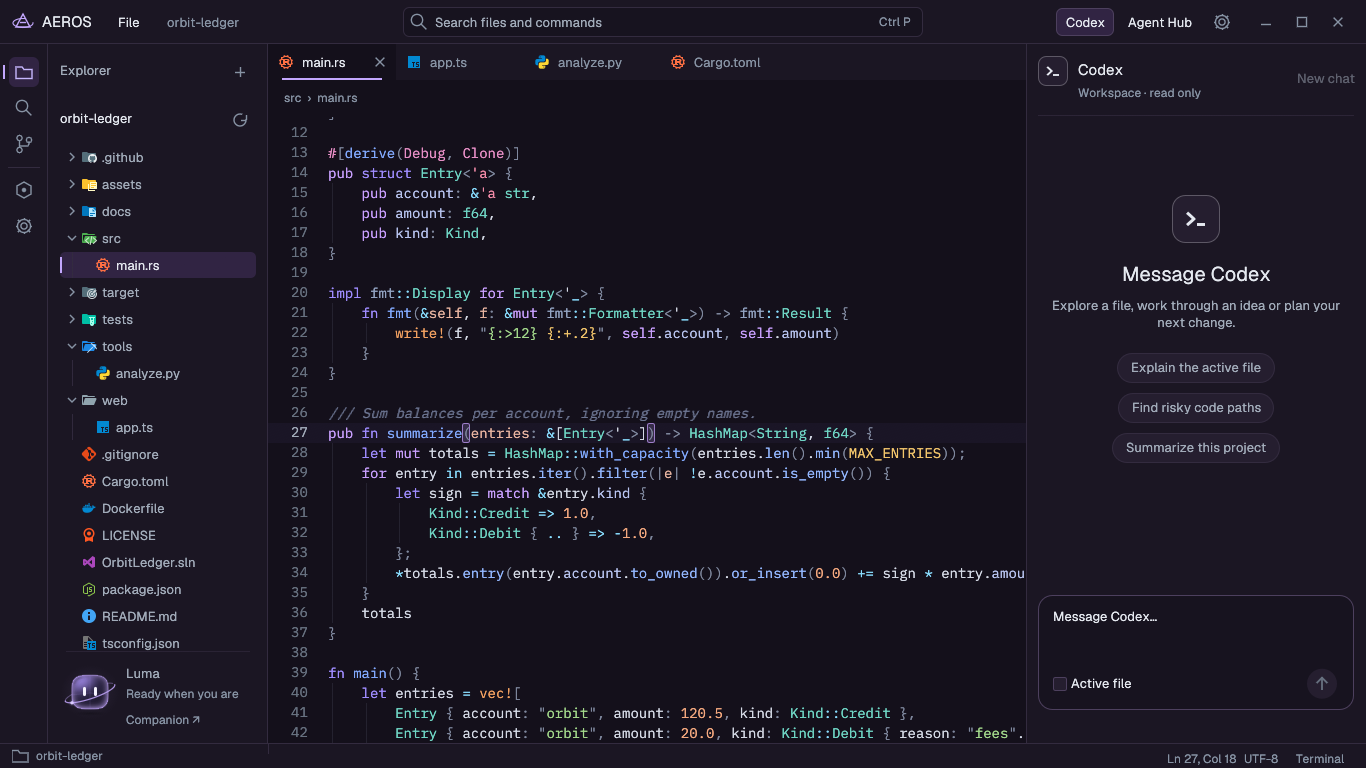 AEROS File orbit-ledger Search files and commands Ctrl P Codex Agent Hub
Explorer
orbit-ledger
.github
assets
docs
src
main.rs
target
tests
tools
analyze.py
web
app.ts
.gitignore
Cargo.toml
Dockerfile
LICENSE
OrbitLedger.sln
package.json
README.md
tsconfig.json
Luma
Ready when you are
Companion ↗
main.rs app.ts analyze.py Cargo.toml
src › main.rs
12
13 #[derive(Debug, Clone)]
14 pub struct Entry<'a> {
15     pub account: &'a str,
16     pub amount: f64,
17     pub kind: Kind,
18 }
19
20 impl fmt::Display for Entry<'_> {
21     fn fmt(&self, f: &mut fmt::Formatter<'_>) -> fmt::Result {
22         write!(f, "{:>12} {:+.2}", self.account, self.amount)
23     }
24 }
25
26 /// Sum balances per account, ignoring empty names.
27 pub fn summarize(entries: &[Entry<'_>]) -> HashMap<String, f64> {
28     let mut totals = HashMap::with_capacity(entries.len().min(MAX_ENTRIES));
29     for entry in entries.iter().filter(|e| !e.account.is_empty()) {
30         let sign = match &entry.kind {
31             Kind::Credit => 1.0,
32             Kind::Debit { .. } => -1.0,
33         };
34         *totals.entry(entry.account.to_owned()).or_insert(0.0) += sign * entry.amou
35     }
36     totals
37 }
38
39 fn main() {
40     let entries = vec![
41         Entry { account: "orbit", amount: 120.5, kind: Kind::Credit },
42         Entry { account: "orbit", amount: 20.0, kind: Kind::Debit { reason: "fees".
Codex
Workspace · read only
New chat
Message Codex
Explore a file, work through an idea or plan your
next change.
Explain the active file
Find risky code paths
Summarize this project
Message Codex…
Active file
orbit-ledger
Ln 27, Col 18 UTF-8 Terminal